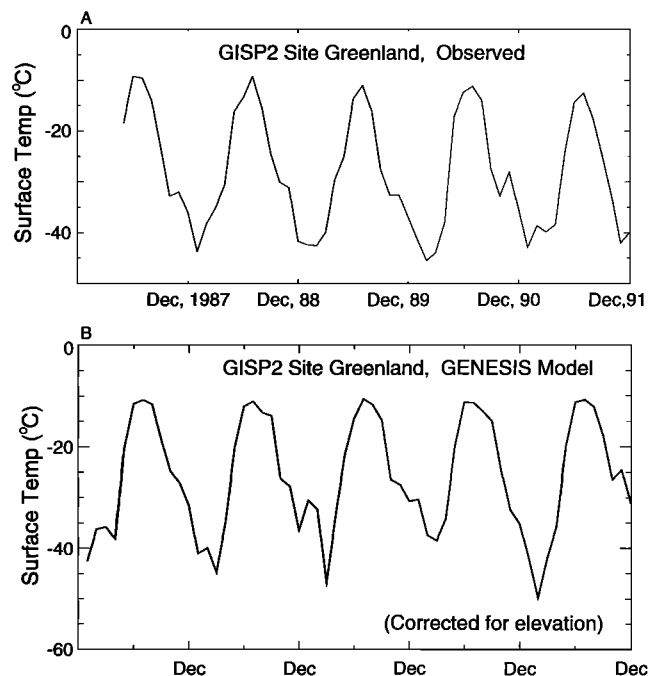 A
GISP2 Site Greenland, Observed
Surface Temp (°C)
0
-20
-40
Dec, 1987 Dec, 88 Dec, 89 Dec, 90 Dec,91
B
GISP2 Site Greenland, GENESIS Model
Surface Temp (°C)
0
-20
-40
-60
(Corrected for elevation)
Dec Dec Dec Dec Dec